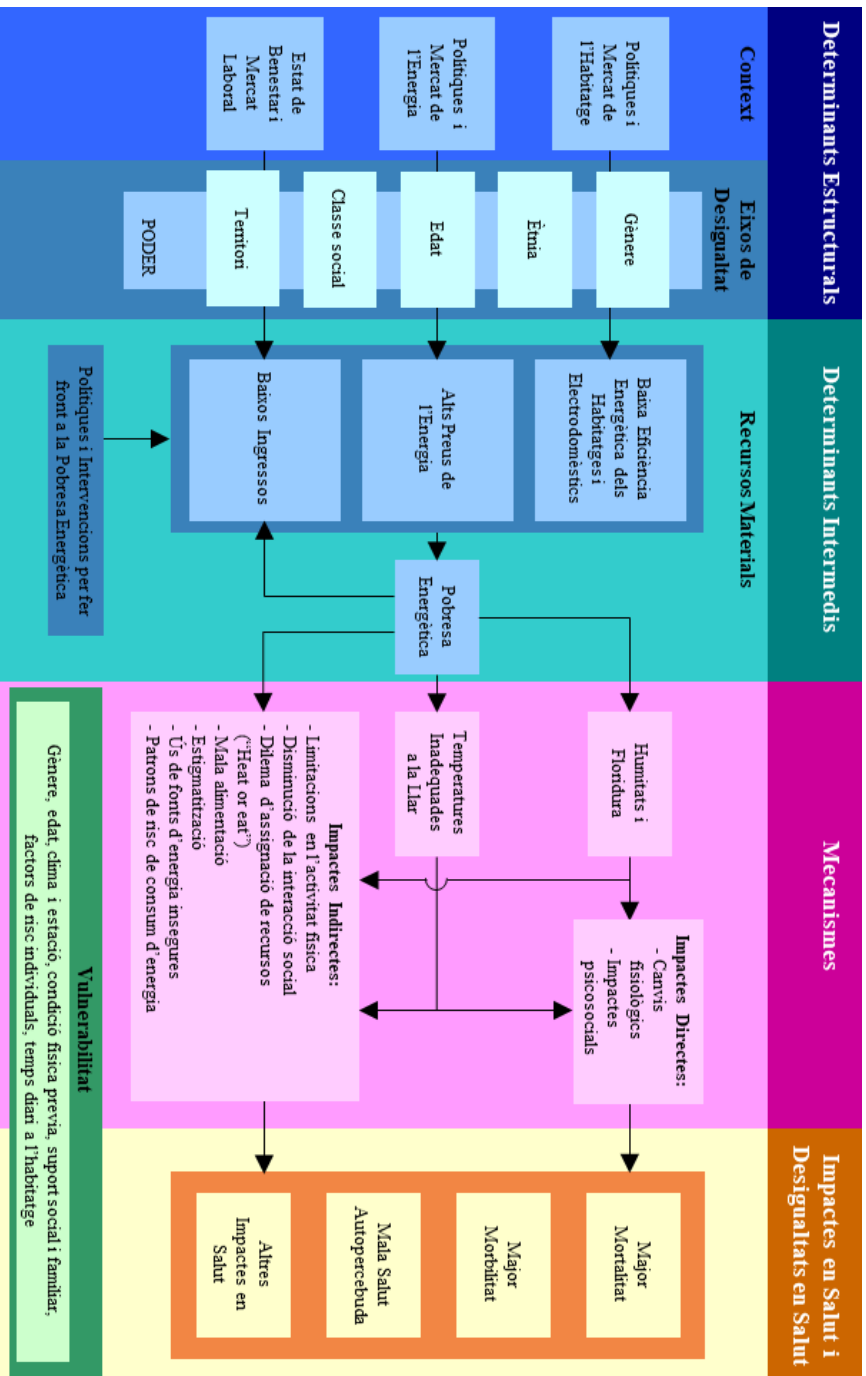 Determinants Estructurals
Determinants Intermedis
Mecanismes
Impactes en Salut i
Desigualtats en Salut
Context
Polítiques i
Mercat de
l'Habitatge
Polítiques i
Mercat de
l'Energia
Estat de
Benestar i
Mercat
Laboral
Eixos de
Desigualtat
Gènere
Ètnia
Edat
Classe social
Territori
PODER
Recursos Materials
Baixa Eficiència
Energètica dels
Habitatges i
Electrodomèstics
Alts Preus de
l'Energia
Baixos Ingressos
Polítiques i Intervencions per fer
front a la Pobresa Energètica
Pobresa
Energètica
Humitats i
Floridura
Temperatures
Inadequades
a la Llar
Impactes Directes:
- Canvis
fisiològics
- Impactes
psicosocials
Impactes Indirectes:
- Limitacions en l'activitat física
- Disminució de la interacció social
- Dilema d'assignació de recursos
("Heat or eat")
- Mala alimentació
- Estigmatització
- Ús de fonts d'energia insegures
- Patrons de risc de consum d'energia
Major
Mortalitat
Major
Morbilitat
Mala Salut
Autopercebuda
Altres
Impactes en
Salut
Vulnerabilitat
Gènere, edat, clima i estació, condició física previa, suport social i familiar,
factors de risc individuals, temps diari a l'habitatge